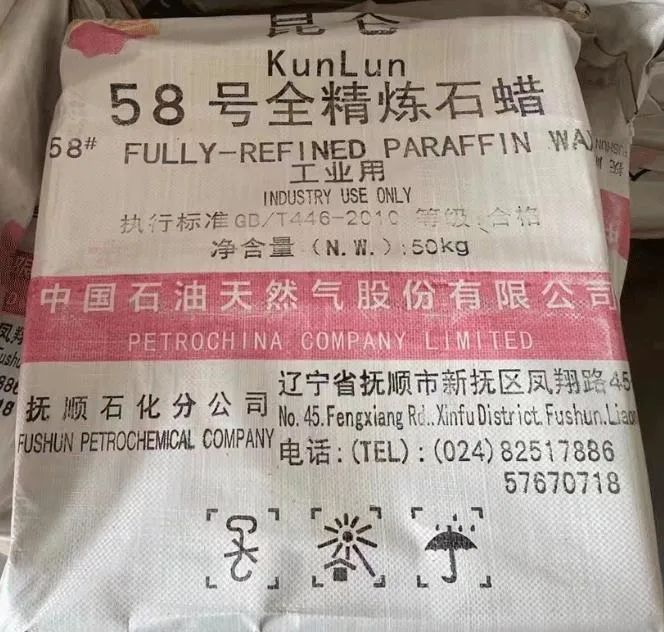 昆仑
KunLun
58号全精炼石蜡
58# FULLY-REFINED PARAFFIN WAX
工业用
INDUSTRY USE ONLY
执行标准GB/T446-2010 等级:合格
净含量(N.W.):50kg
中国石油天然气股份有限公司
PETROCHINA COMPANY LIMITED
抚顺石化分公司
FUSHUN PETROCHEMICAL COMPANY
辽宁省抚顺市新抚区凤翔路45
No.45.Fengxiang Rd..Xinfu District.Fushun.Liaon
电话:(TEL):(024)82517886
57670718